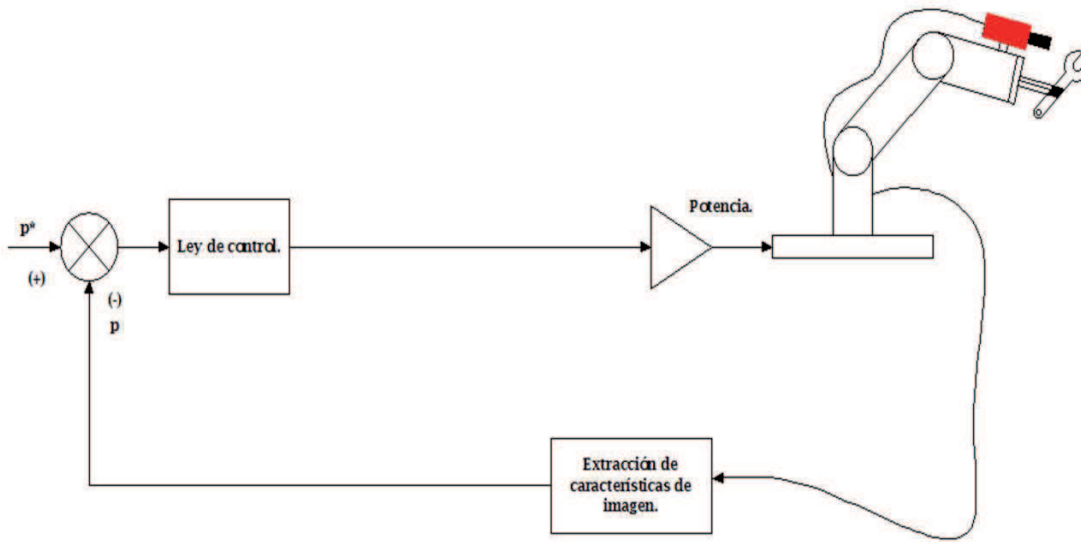 Potencia.
p*
Ley de control.
(+)
(-)
p
Extracción de
características de
imagen.